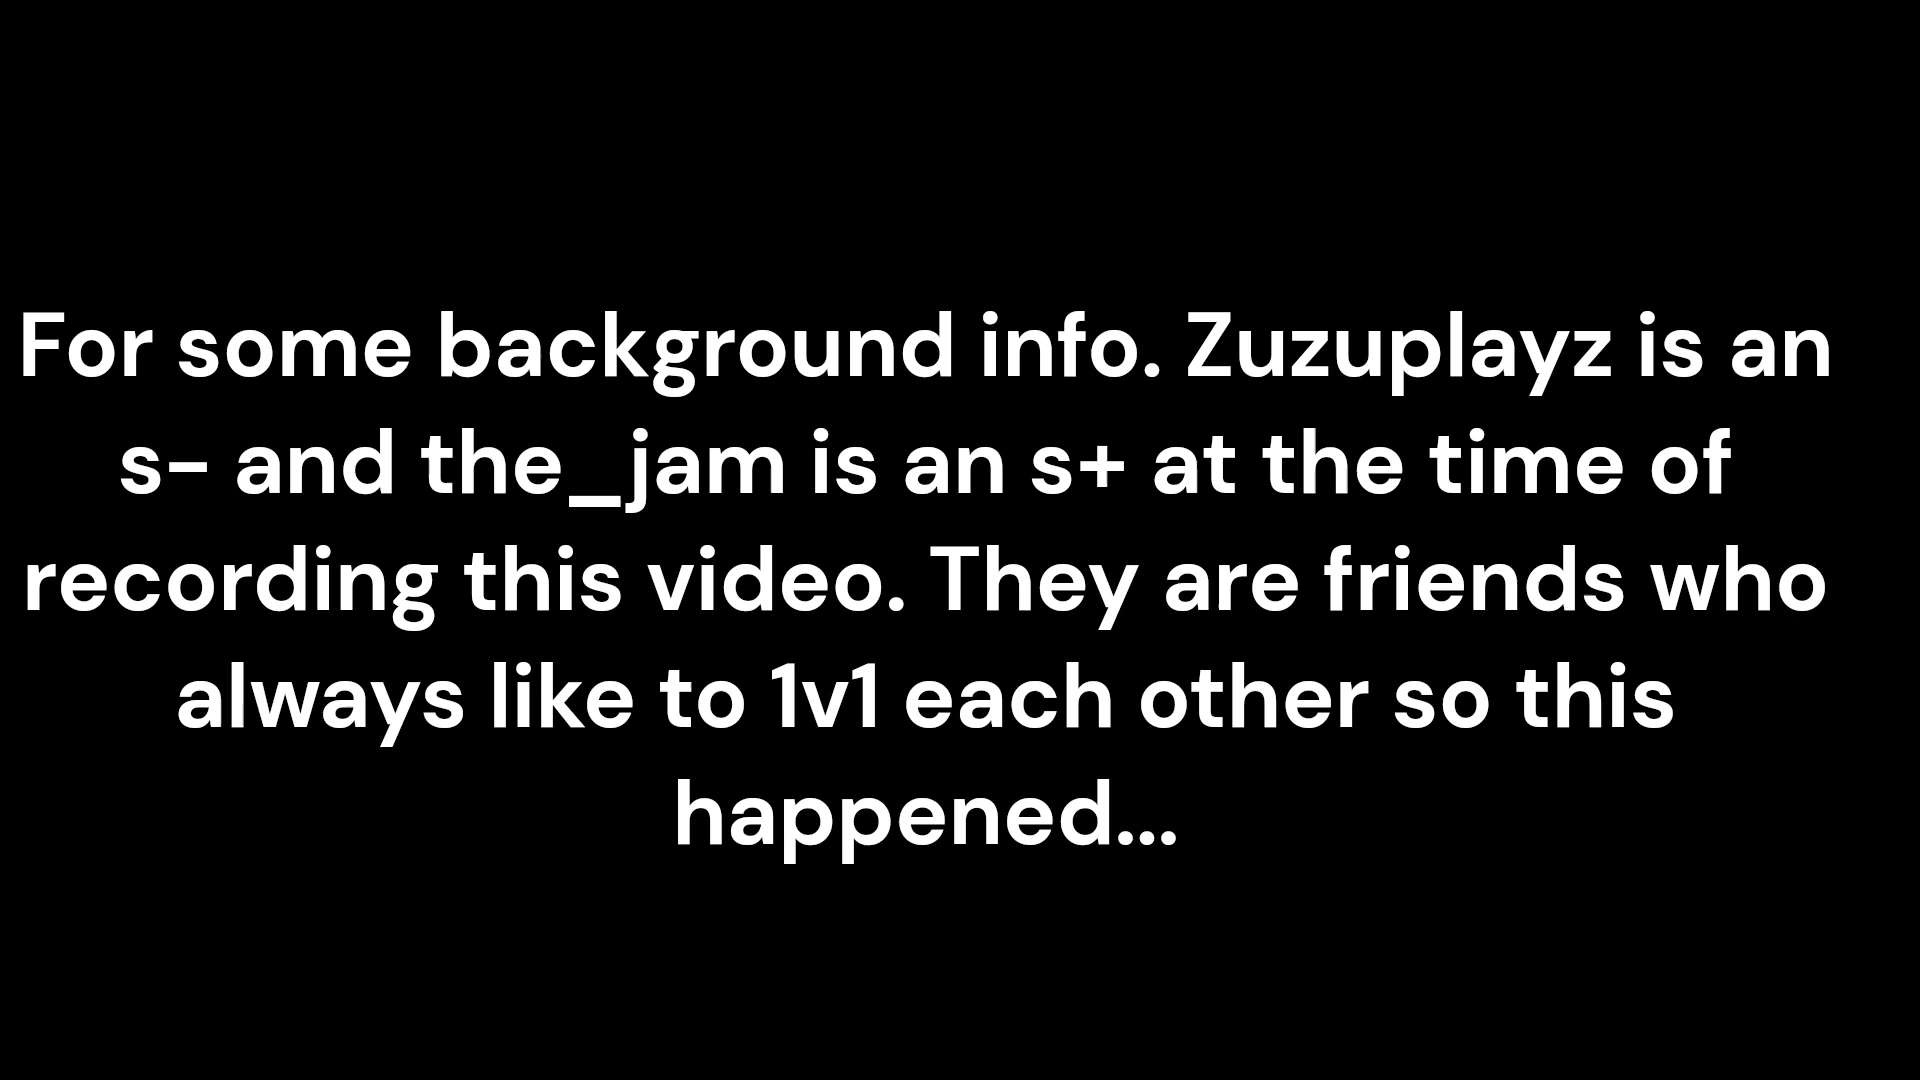 For some background info. Zuzuplayz is an
s- and the_jam is an s+ at the time of
recording this video. They are friends who
always like to 1v1 each other so this
happened...